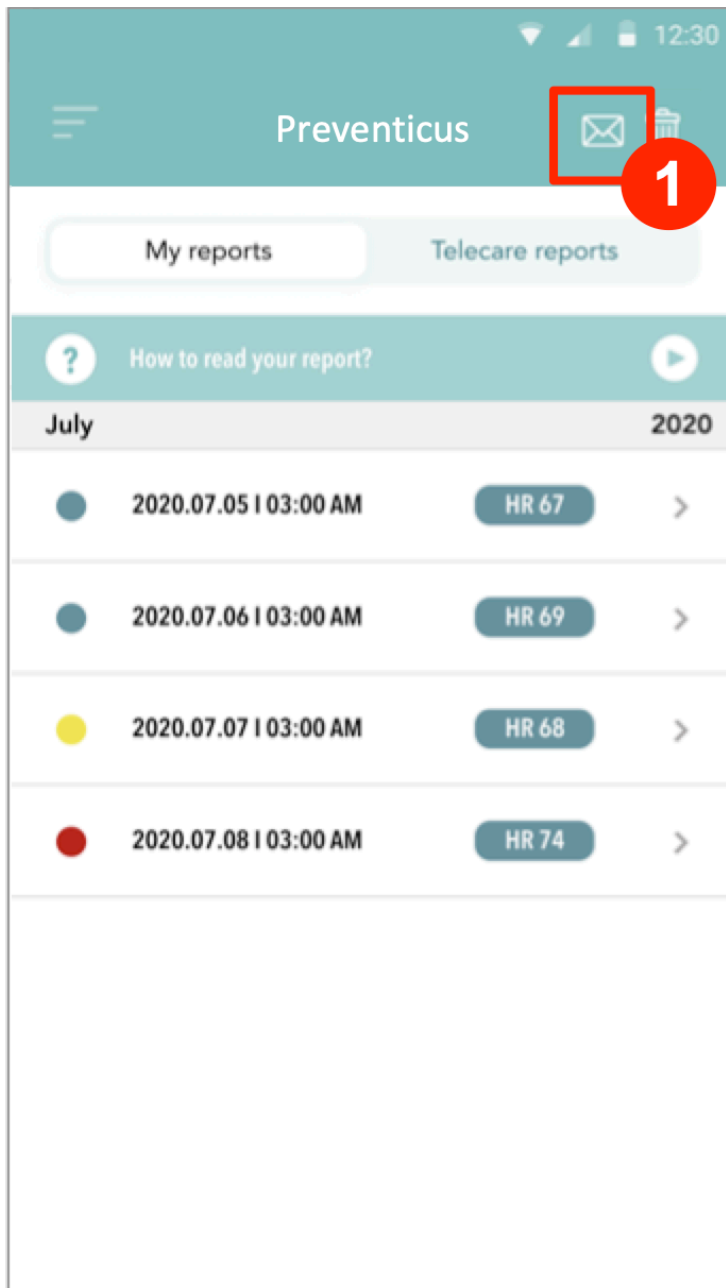 12:30
Preventicus
1
My reports Telecare reports
? How to read your report?
July 2020
2020.07.05 I 03:00 AM HR 67
2020.07.06 I 03:00 AM HR 69
2020.07.07 I 03:00 AM HR 68
2020.07.08 I 03:00 AM HR 74